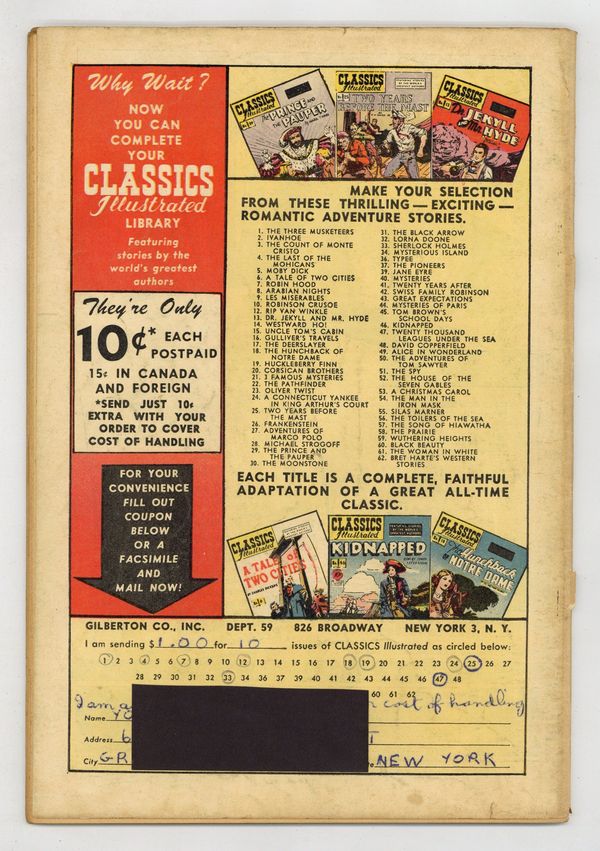 Why Wait?
NOW
YOU CAN
COMPLETE
YOUR
CLASSICS
Illustrated
LIBRARY
Featuring
stories by the
world's greatest
authors
They're Only
10¢* EACH
POSTPAID
15¢ IN CANADA
AND FOREIGN
*SEND JUST 10¢
EXTRA WITH YOUR
ORDER TO COVER
COST OF HANDLING
FOR YOUR
CONVENIENCE
FILL OUT
COUPON
BELOW
OR A
FACSIMILE
AND
MAIL NOW!
CLASSICS
Illustrated
The PRINCE AND
THE PAUPER
CLASSICS
Illustrated
TWO YEARS
BEFORE THE MAST
CLASSICS
Illustrated
Dr. JEKYLL
and Mr. HYDE
MAKE YOUR SELECTION
FROM THESE THRILLING—EXCITING—
ROMANTIC ADVENTURE STORIES.
1. THE THREE MUSKETEERS
2. IVANHOE
3. THE COUNT OF MONTE
CRISTO
4. THE LAST OF THE
MOHICANS
5. MOBY DICK
6. A TALE OF TWO CITIES
7. ROBIN HOOD
8. ARABIAN NIGHTS
9. LES MISERABLES
10. ROBINSON CRUSOE
12. RIP VAN WINKLE
13. DR. JEKYLL AND MR. HYDE
14. WESTWARD HO!
15. UNCLE TOM'S CABIN
16. GULLIVER'S TRAVELS
17. THE DEERSLAYER
18. THE HUNCHBACK OF
NOTRE DAME
19. HUCKLEBERRY FINN
20. CORSICAN BROTHERS
21. 3 FAMOUS MYSTERIES
22. THE PATHFINDER
23. OLIVER TWIST
24. A CONNECTICUT YANKEE
IN KING ARTHUR'S COURT
25. TWO YEARS BEFORE
THE MAST
26. FRANKENSTEIN
27. ADVENTURES OF
MARCO POLO
28. MICHAEL STROGOFF
29. THE PRINCE AND
THE PAUPER
30. THE MOONSTONE
31. THE BLACK ARROW
32. LORNA DOONE
33. SHERLOCK HOLMES
34. MYSTERIOUS ISLAND
36. TYPEE
37. THE PIONEERS
39. JANE EYRE
40. MYSTERIES
41. TWENTY YEARS AFTER
42. SWISS FAMILY ROBINSON
43. GREAT EXPECTATIONS
44. MYSTERIES OF PARIS
45. TOM BROWN'S
SCHOOL DAYS
46. KIDNAPPED
47. TWENTY THOUSAND
LEAGUES UNDER THE SEA
48. DAVID COPPERFIELD
49. ALICE IN WONDERLAND
50. THE ADVENTURES OF
TOM SAWYER
51. THE SPY
52. THE HOUSE OF THE
SEVEN GABLES
53. A CHRISTMAS CAROL
54. THE MAN IN THE
IRON MASK
55. SILAS MARNER
56. THE TOILERS OF THE SEA
57. THE SONG OF HIAWATHA
58. THE PRAIRIE
59. WUTHERING HEIGHTS
60. BLACK BEAUTY
61. THE WOMAN IN WHITE
62. BRET HARTE'S WESTERN
STORIES
EACH TITLE IS A COMPLETE, FAITHFUL
ADAPTATION OF A GREAT ALL-TIME
CLASSIC.
CLASSICS
Illustrated
A TALE of
TWO CITIES
CLASSICS
Illustrated
KIDNAPPED
CLASSICS
Illustrated
The Hunchback
of NOTRE DAME
GILBERTON CO., INC. DEPT. 59 826 BROADWAY NEW YORK 3, N. Y.
I am sending $1.00 for 10 issues of CLASSICS Illustrated as circled below:
1 2 3 4 5 6 7 8 9 10 12 13 14 15 16 17 18 19 20 21 22 23 24 25 26 27
28 29 30 31 32 33 34 36 37 39 40 41 42 43 44 45 46 47 48
60 61 62
I am cost of handling
Name YO
Address 6
City GR NEW YORK